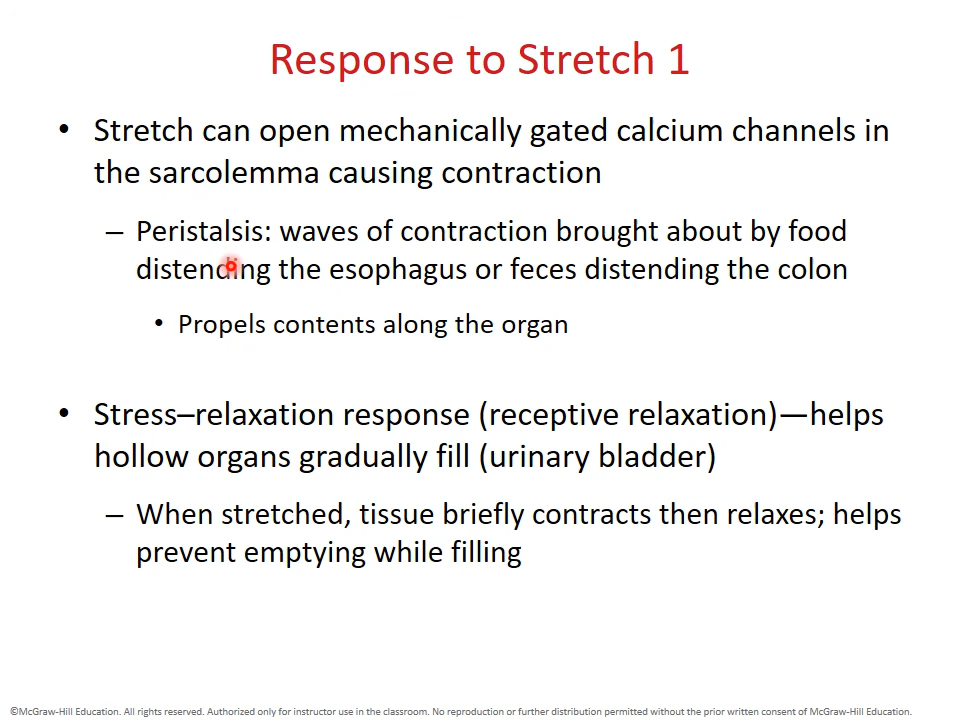 Response to Stretch 1
• Stretch can open mechanically gated calcium channels in
the sarcolemma causing contraction
– Peristalsis: waves of contraction brought about by food
distending the esophagus or feces distending the colon
• Propels contents along the organ
• Stress–relaxation response (receptive relaxation)—helps
hollow organs gradually fill (urinary bladder)
– When stretched, tissue briefly contracts then relaxes; helps
prevent emptying while filling
©McGraw-Hill Education. All rights reserved. Authorized only for instructor use in the classroom. No reproduction or further distribution permitted without the prior written consent of McGraw-Hill Education.